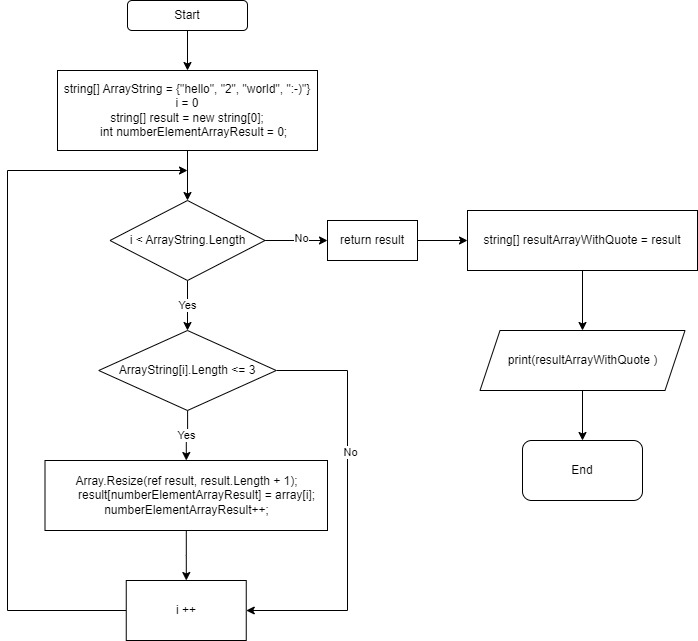 Start
string[] ArrayString = {"hello", "2", "world", ":-)"}
i = 0
string[] result = new string[0];
int numberElementArrayResult = 0;
i < ArrayString.Length
No
return result
string[] resultArrayWithQuote = result
Yes
print(resultArrayWithQuote )
ArrayString[i].Length <= 3
Yes
No
End
Array.Resize(ref result, result.Length + 1);
result[numberElementArrayResult] = array[i];
numberElementArrayResult++;
i ++